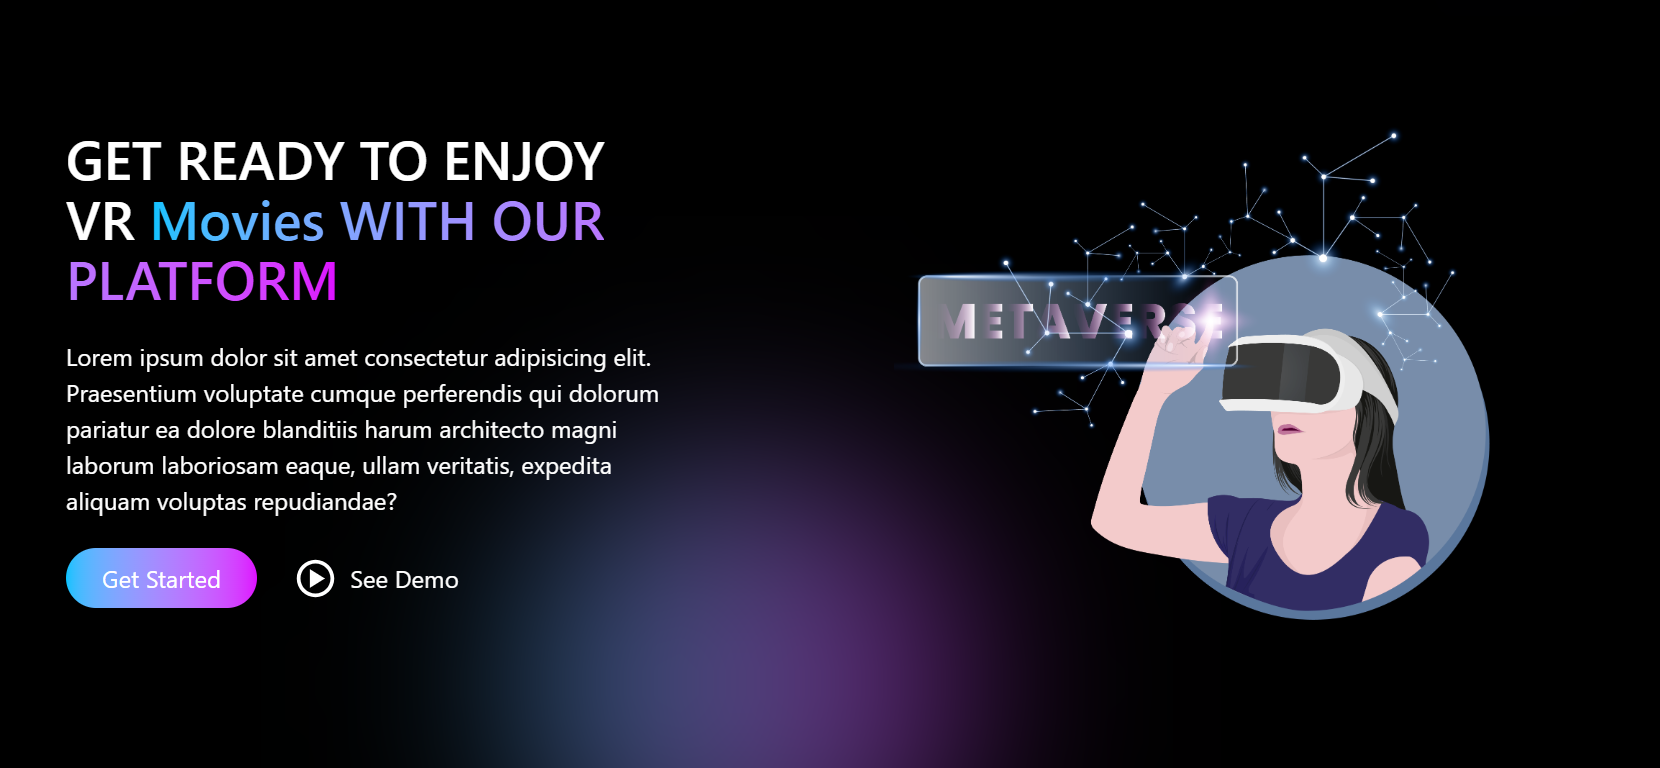 GET READY TO ENJOY
VR Movies WITH OUR
PLATFORM
Lorem ipsum dolor sit amet consectetur adipisicing elit.
Praesentium voluptate cumque perferendis qui dolorum
pariatur ea dolore blanditiis harum architecto magni
laborum laboriosam eaque, ullam veritatis, expedita
aliquam voluptas repudiandae?
Get Started
See Demo
METAVERSE